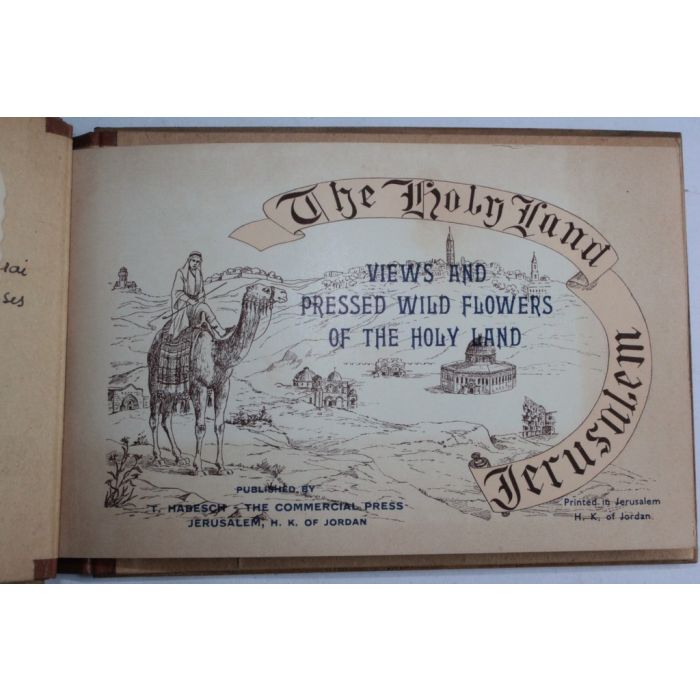 The Holy Land
Jerusalem
VIEWS AND
PRESSED WILD FLOWERS
OF THE HOLY LAND
PUBLISHED BY
T. HABESCH - THE COMMERCIAL PRESS
JERUSALEM, H. K. OF JORDAN
Printed in Jerusalem
H. K. of Jordan